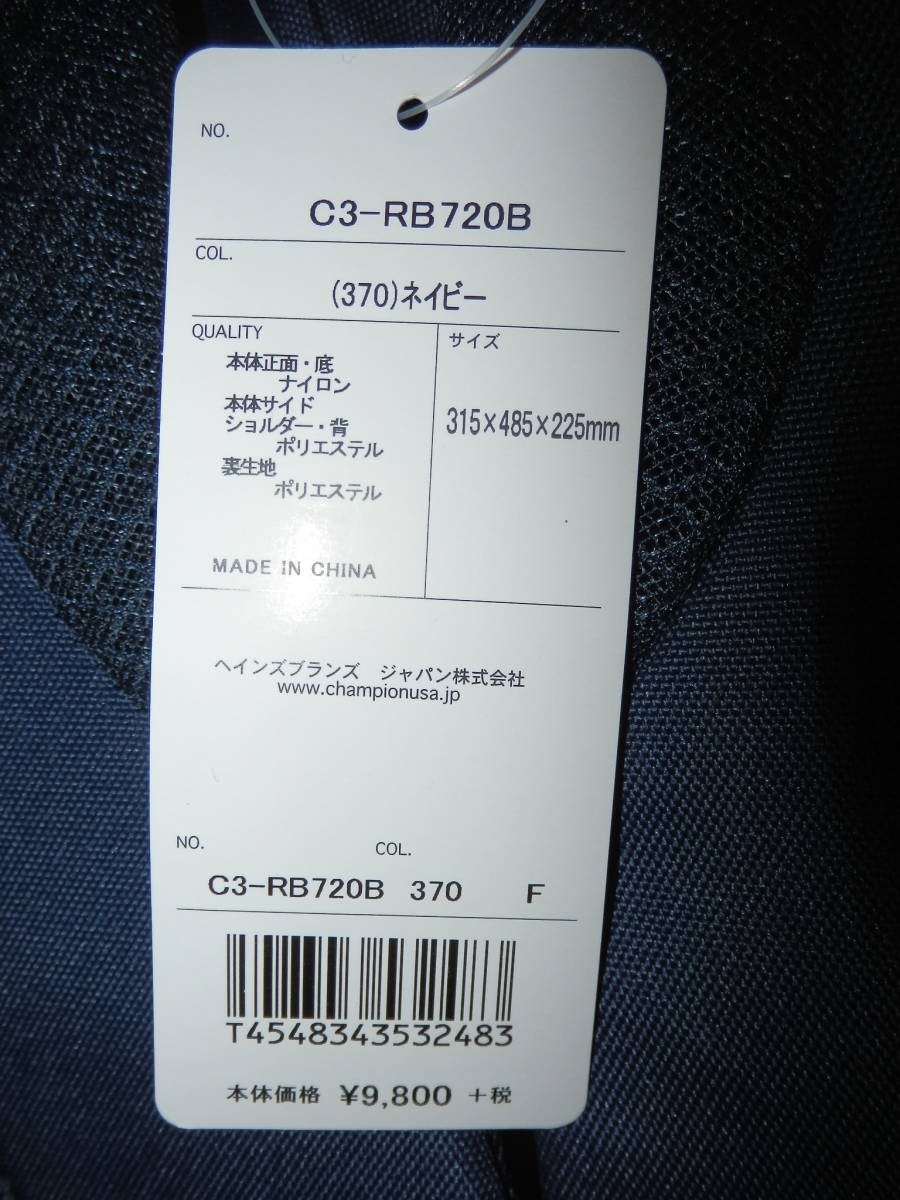 NO.
C3-RB720B
COL.
(370)ネイビー
QUALITY
本体正面・底
ナイロン
本体サイド
ショルダー・背
ポリエステル
裏生地
ポリエステル
MADE IN CHINA
サイズ
315×485×225mm
ヘインズブランズ ジャパン株式会社
www.championusa.jp
NO. COL.
C3-RB720B 370 F
T4548343532483
本体価格 ¥9,800 +税